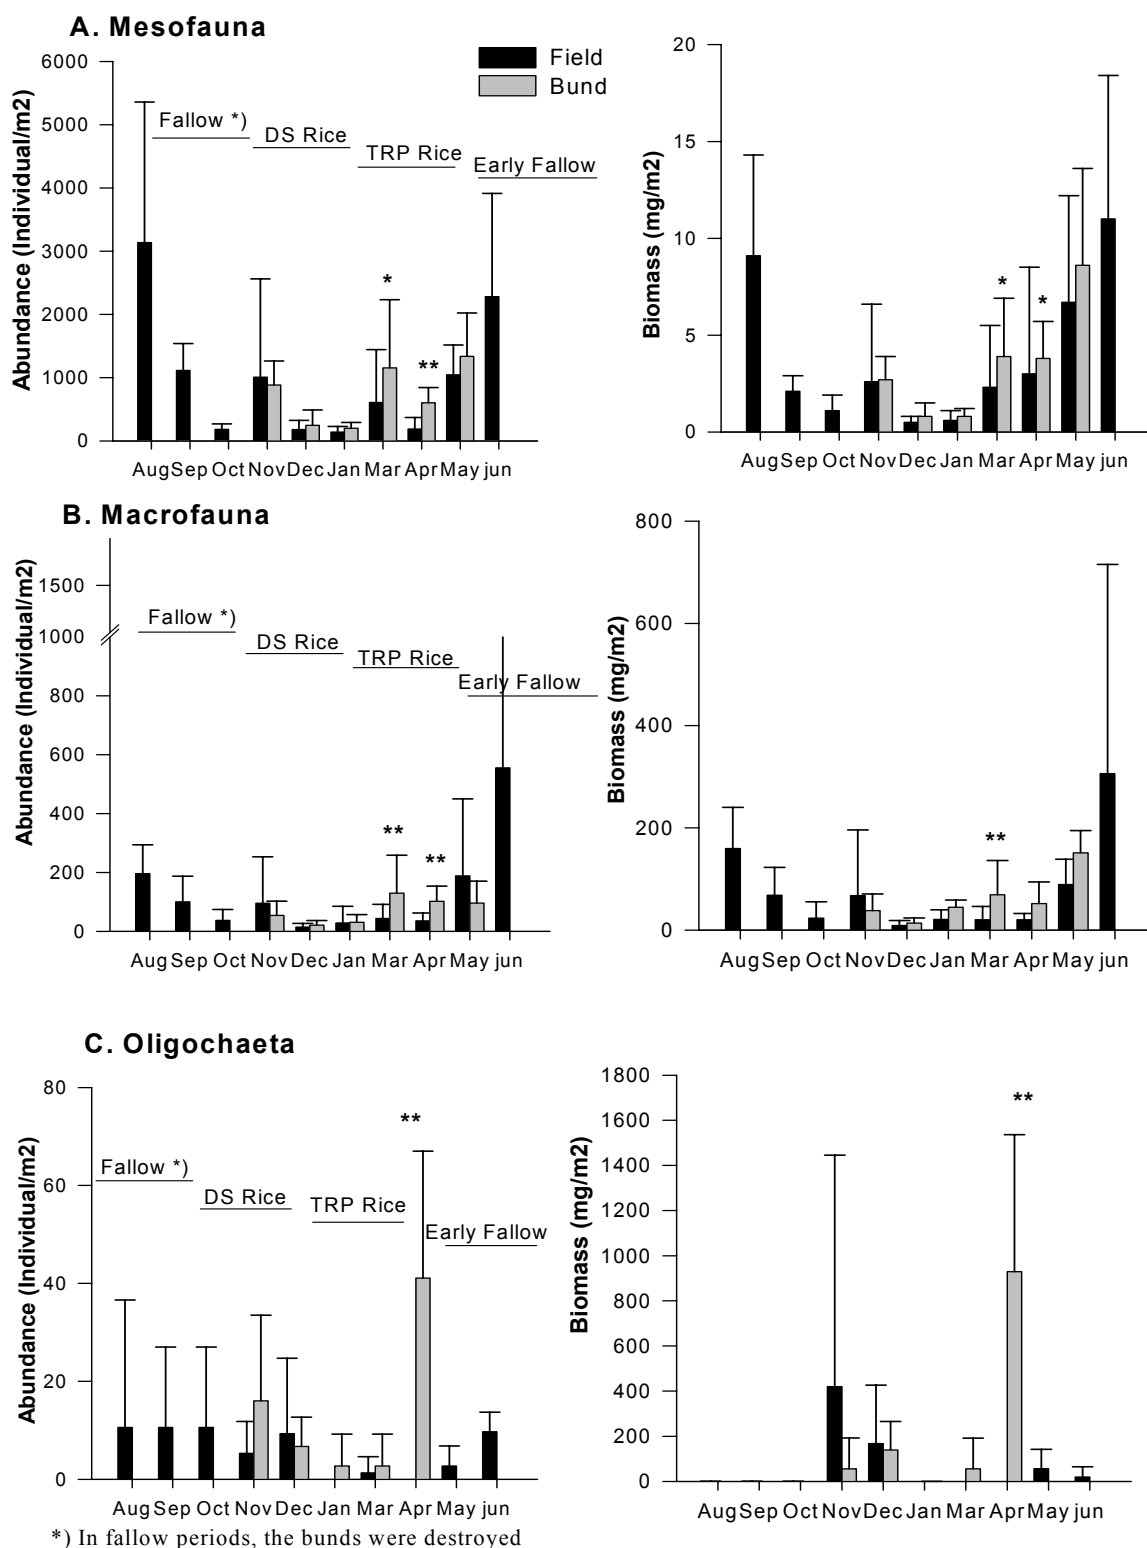 A. Mesofauna
Field
Bund
Abundance (Individual/m2)
6000
5000
4000
3000
2000
1000
0
Fallow *)
DS Rice
TRP Rice
Early Fallow
*
**
Aug Sep Oct Nov Dec Jan Mar Apr May jun
Biomass (mg/m2)
20
15
10
5
0
*
*
Aug Sep Oct Nov Dec Jan Mar Apr May jun
B. Macrofauna
Abundance (Individual/m2)
1500
1000
800
600
400
200
0
Fallow *)
DS Rice
TRP Rice
Early Fallow
**
**
Aug Sep Oct Nov Dec Jan Mar Apr May jun
Biomass (mg/m2)
800
600
400
200
0
**
Aug Sep Oct Nov Dec Jan Mar Apr May jun
C. Oligochaeta
Abundance (Individual/m2)
80
60
40
20
0
Fallow *)
DS Rice
TRP Rice
Early Fallow
**
Aug Sep Oct Nov Dec Jan Mar Apr May jun
Biomass (mg/m2)
1800
1600
1400
1200
1000
800
600
400
200
0
**
Aug Sep Oct Nov Dec Jan Mar Apr May jun
*) In fallow periods, the bunds were destroyed